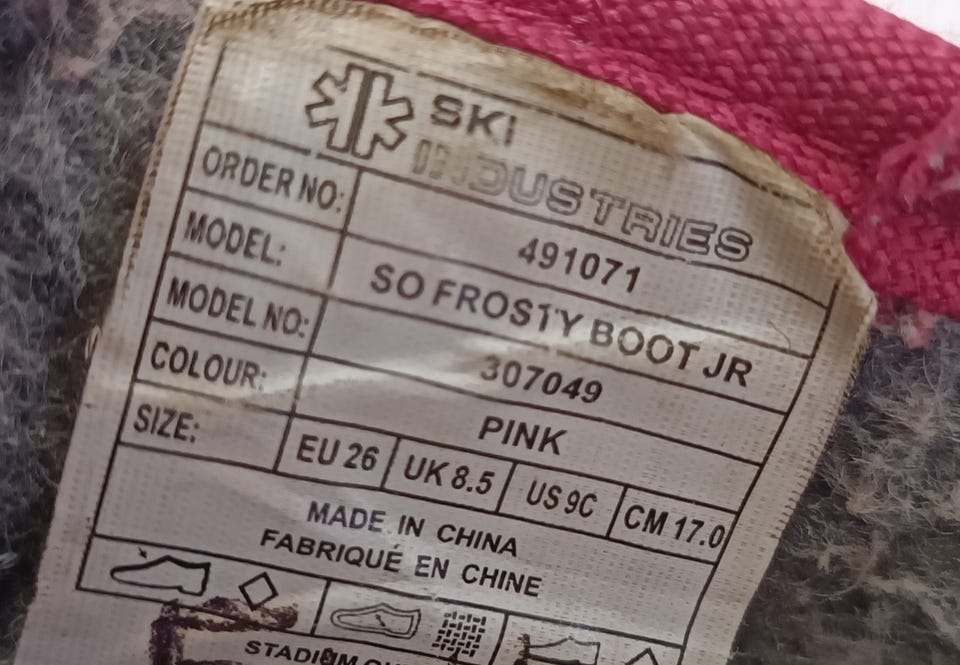 SKI
INDUSTRIES
ORDER NO: 491071
MODEL: SO FROSTY BOOT JR
MODEL NO: 307049
COLOUR: PINK
SIZE: EU 26 UK 8.5 US 9C CM 17.0
MADE IN CHINA
FABRIQUÉ EN CHINE
STADIUM